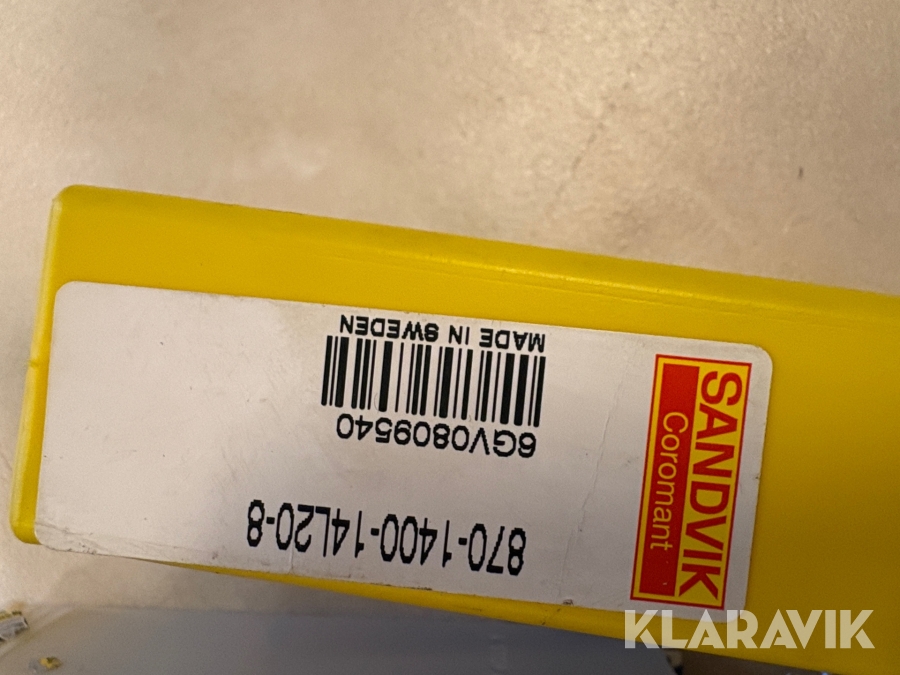 SANDVIK
Coromant
870-1400-14L20-8
6GV0809540
MADE IN SWEDEN
KLARAVIK